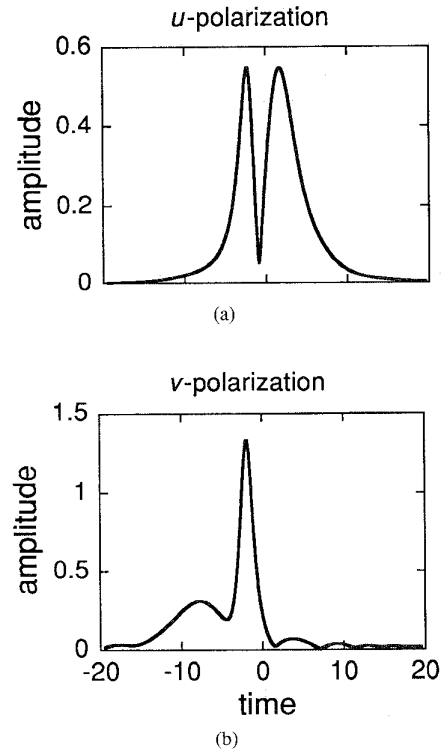 u-polarization
0.6
0.4
0.2
0
amplitude
(a)
v-polarization
1.5
1
0.5
0
amplitude
-20 -10 0 10 20
time
(b)